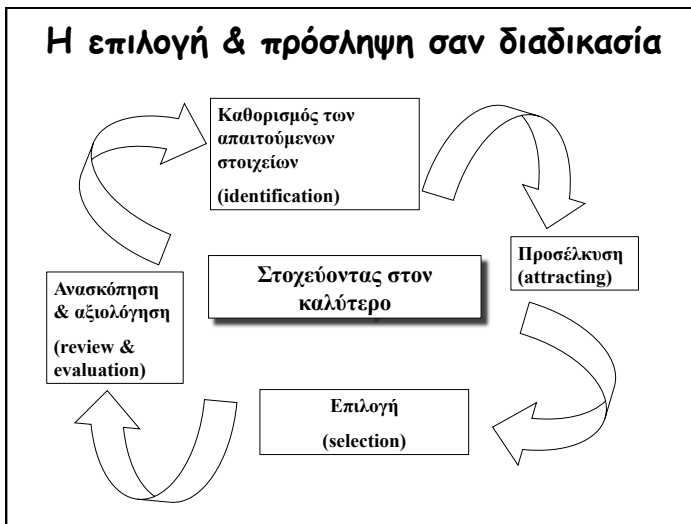 Η επιλογή & πρόσληψη σαν διαδικασία
Καθορισμός των
απαιτούμενων
στοιχείων
(identification)
Προσέλκυση
(attracting)
Στοχεύοντας στον
καλύτερο
Ανασκόπηση
& αξιολόγηση
(review &
evaluation)
Επιλογή
(selection)